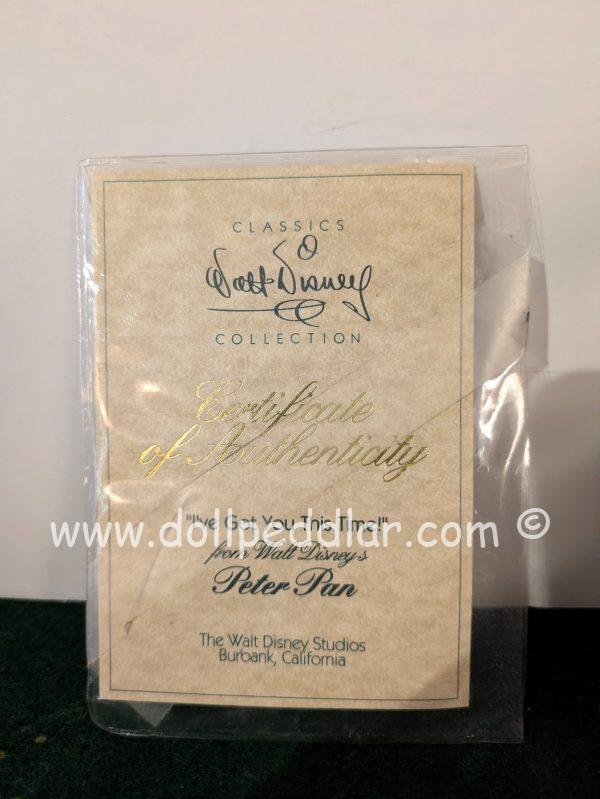 CLASSICS
Walt Disney
COLLECTION
Certificate
of Authenticity
"I've Got You This Time!"
www.dollpeddlar.com ©
from Walt Disney's
Peter Pan
The Walt Disney Studios
Burbank, California